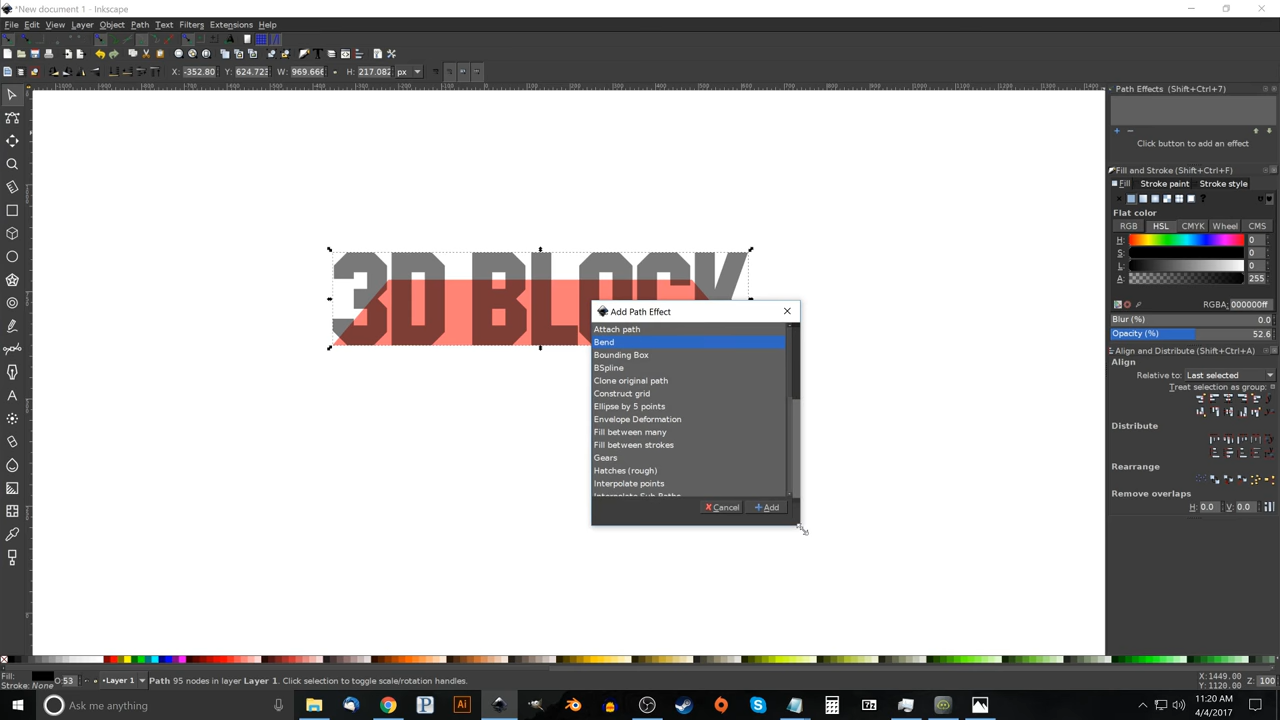 *New document 1 - Inkscape
File Edit View Layer Object Path Text Filters Extensions Help
X: -352.80 Y: 624.723 W: 969.666 H: 217.082 px
Path Effects (Shift+Ctrl+7)
Click button to add an effect
Fill and Stroke (Shift+Ctrl+F)
Fill Stroke paint Stroke style
Flat color
RGB HSL CMYK Wheel CMS
H: 0
S: 0
L: 0
A: 255
RGBA: 000000ff
Blur (%) 0.0
Opacity (%) 52.6
Align and Distribute (Shift+Ctrl+A)
Align
Relative to: Last selected
Treat selection as group:
Distribute
Rearrange
Remove overlaps
H: 0.0 V: 0.0
3D BLOCK
Add Path Effect
Attach path
Bend
Bounding Box
BSpline
Clone original path
Construct grid
Ellipse by 5 points
Envelope Deformation
Fill between many
Fill between strokes
Gears
Hatches (rough)
Interpolate points
Interpolate Sub-Paths
Cancel Add
Fill:
Stroke: None
O: 53
Layer 1
Path 95 nodes in layer Layer 1. Click selection to toggle scale/rotation handles.
X: 1449.00
Y: 1120.00
Z: 100
Ask me anything
11:20 AM
4/4/2017